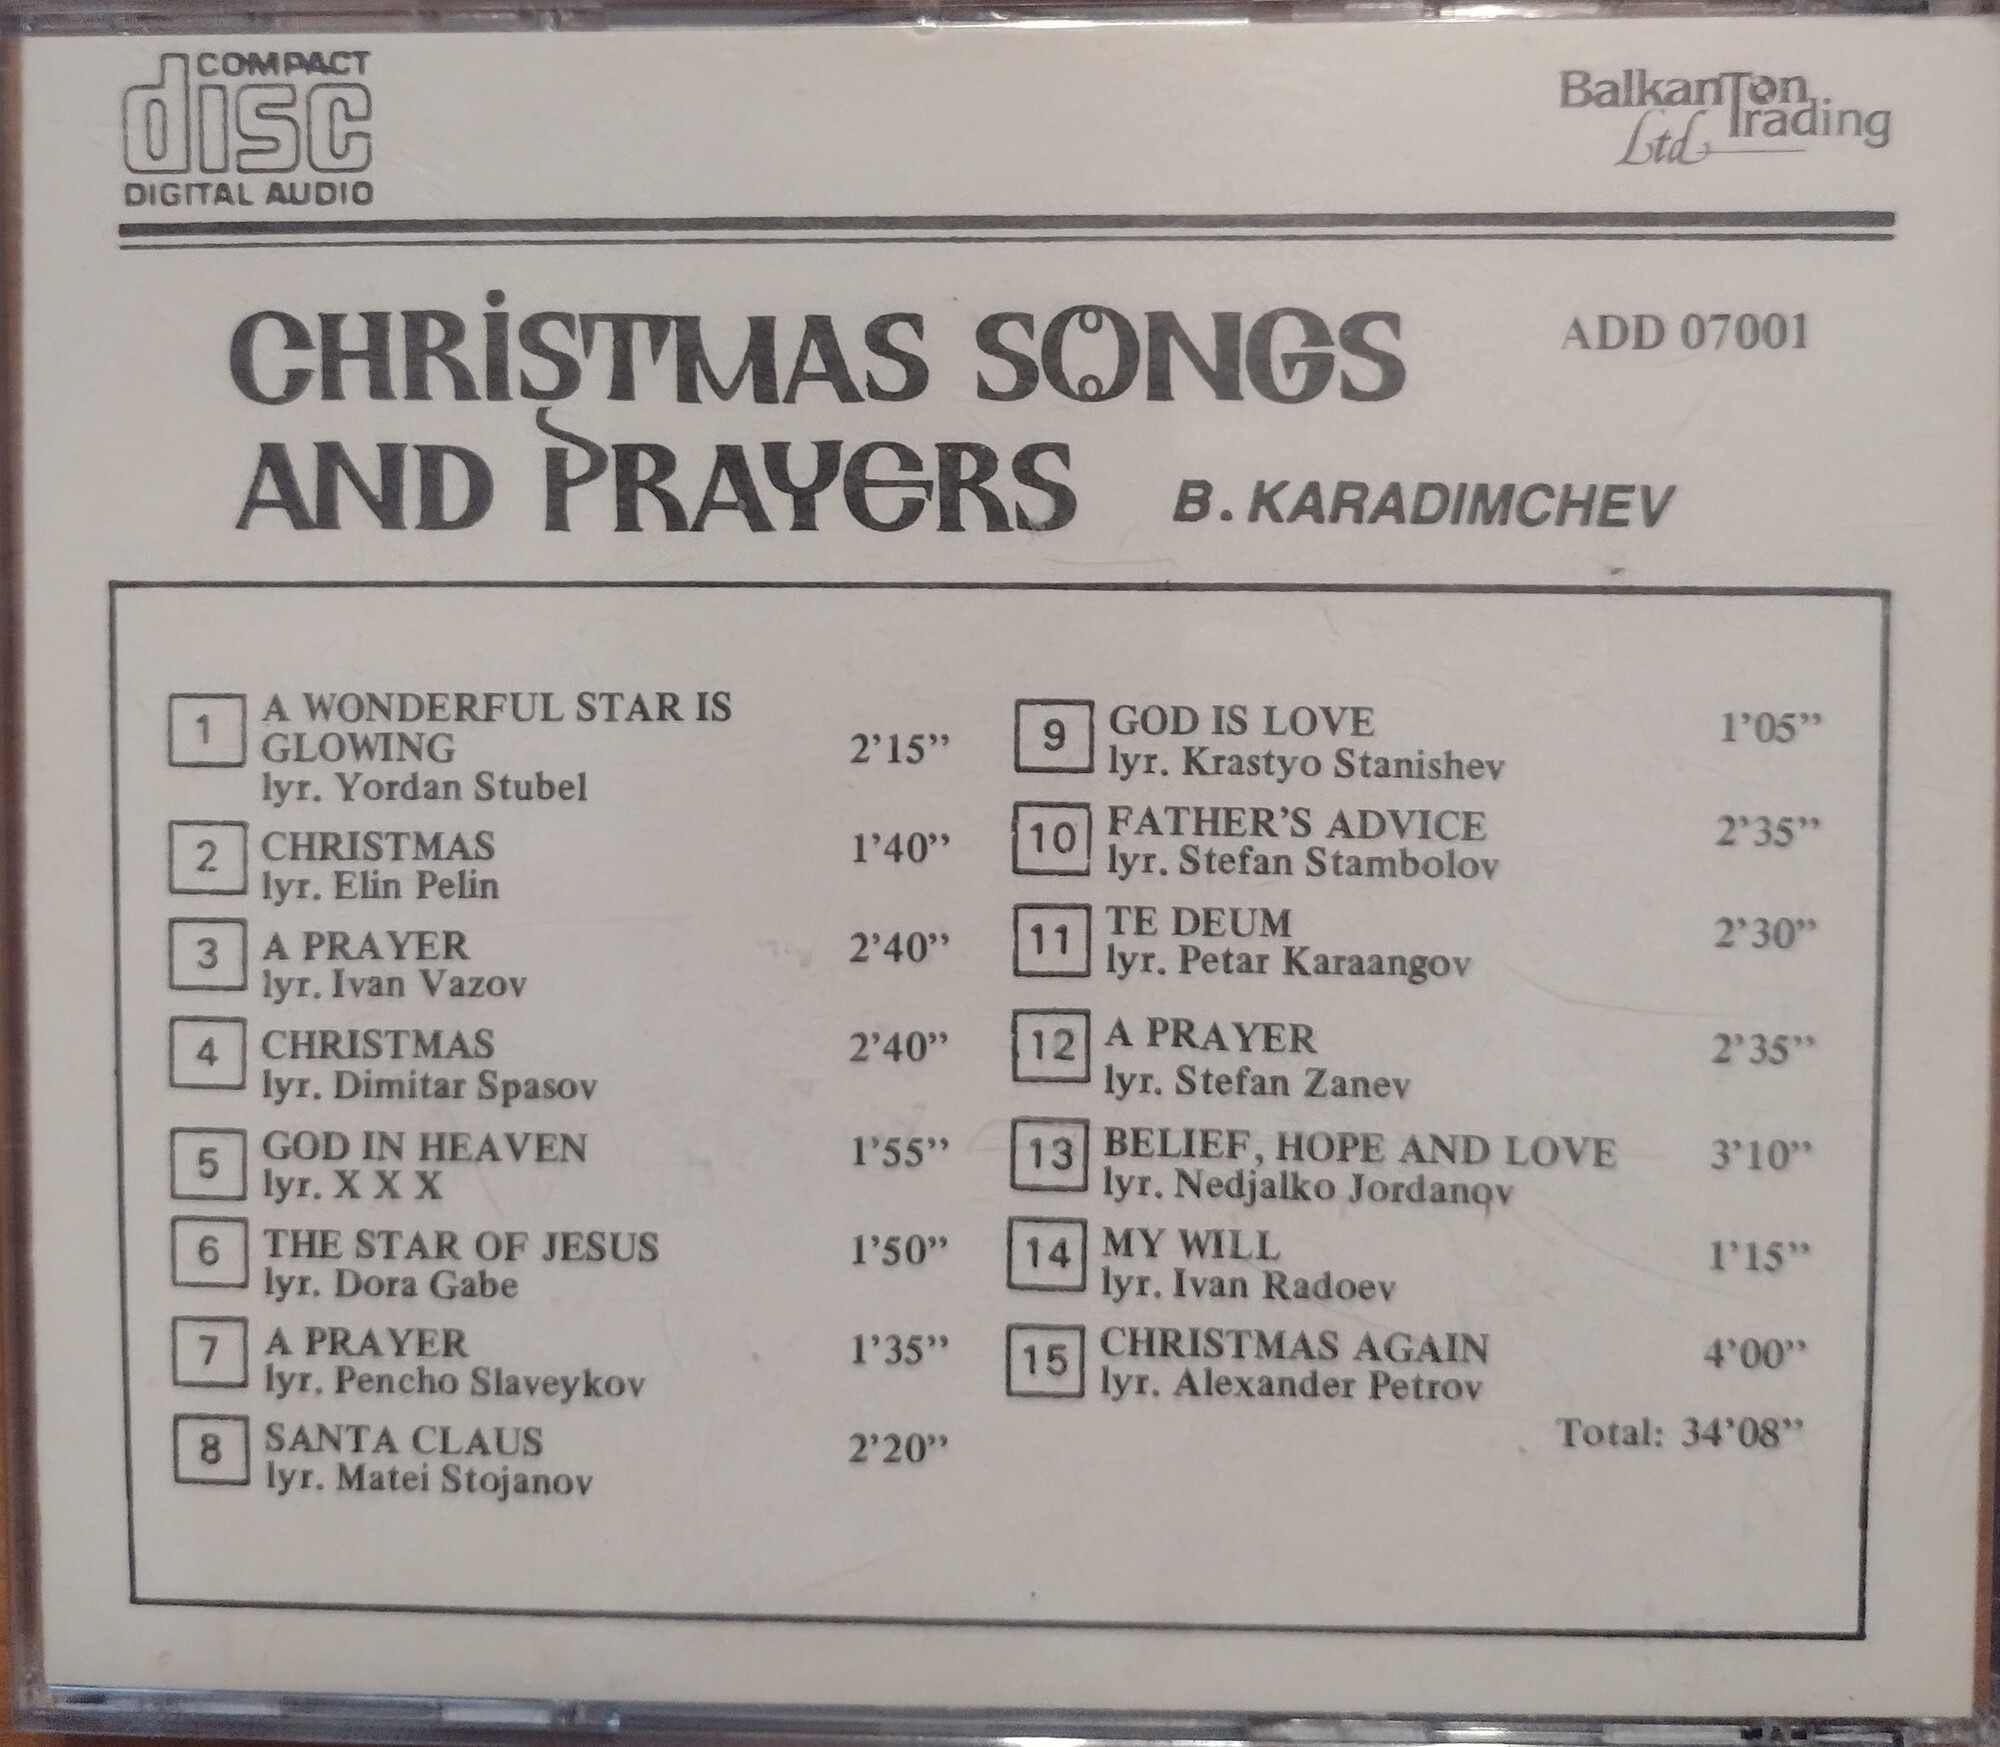 COMPACT
disc
DIGITAL AUDIO
BalkanTon
Trading
Ltd
CHRISTMAS SONGS
ADD 07001
AND PRAYERS
B. KARADIMCHEV
1 A WONDERFUL STAR IS
GLOWING 2’15”
lyr. Yordan Stubel
2 CHRISTMAS 1’40”
lyr. Elin Pelin
3 A PRAYER 2’40”
lyr. Ivan Vazov
4 CHRISTMAS 2’40”
lyr. Dimitar Spasov
5 GOD IN HEAVEN 1’55”
lyr. X X X
6 THE STAR OF JESUS 1’50”
lyr. Dora Gabe
7 A PRAYER 1’35”
lyr. Pencho Slaveykov
8 SANTA CLAUS 2’20”
lyr. Matei Stojanov
9 GOD IS LOVE 1’05”
lyr. Krastyo Stanishev
10 FATHER’S ADVICE 2’35”
lyr. Stefan Stambolov
11 TE DEUM 2’30”
lyr. Petar Karaangov
12 A PRAYER 2’35”
lyr. Stefan Zanev
13 BELIEF, HOPE AND LOVE 3’10”
lyr. Nedjalko Jordanov
14 MY WILL 1’15”
lyr. Ivan Radoev
15 CHRISTMAS AGAIN 4’00”
lyr. Alexander Petrov
Total: 34’08”